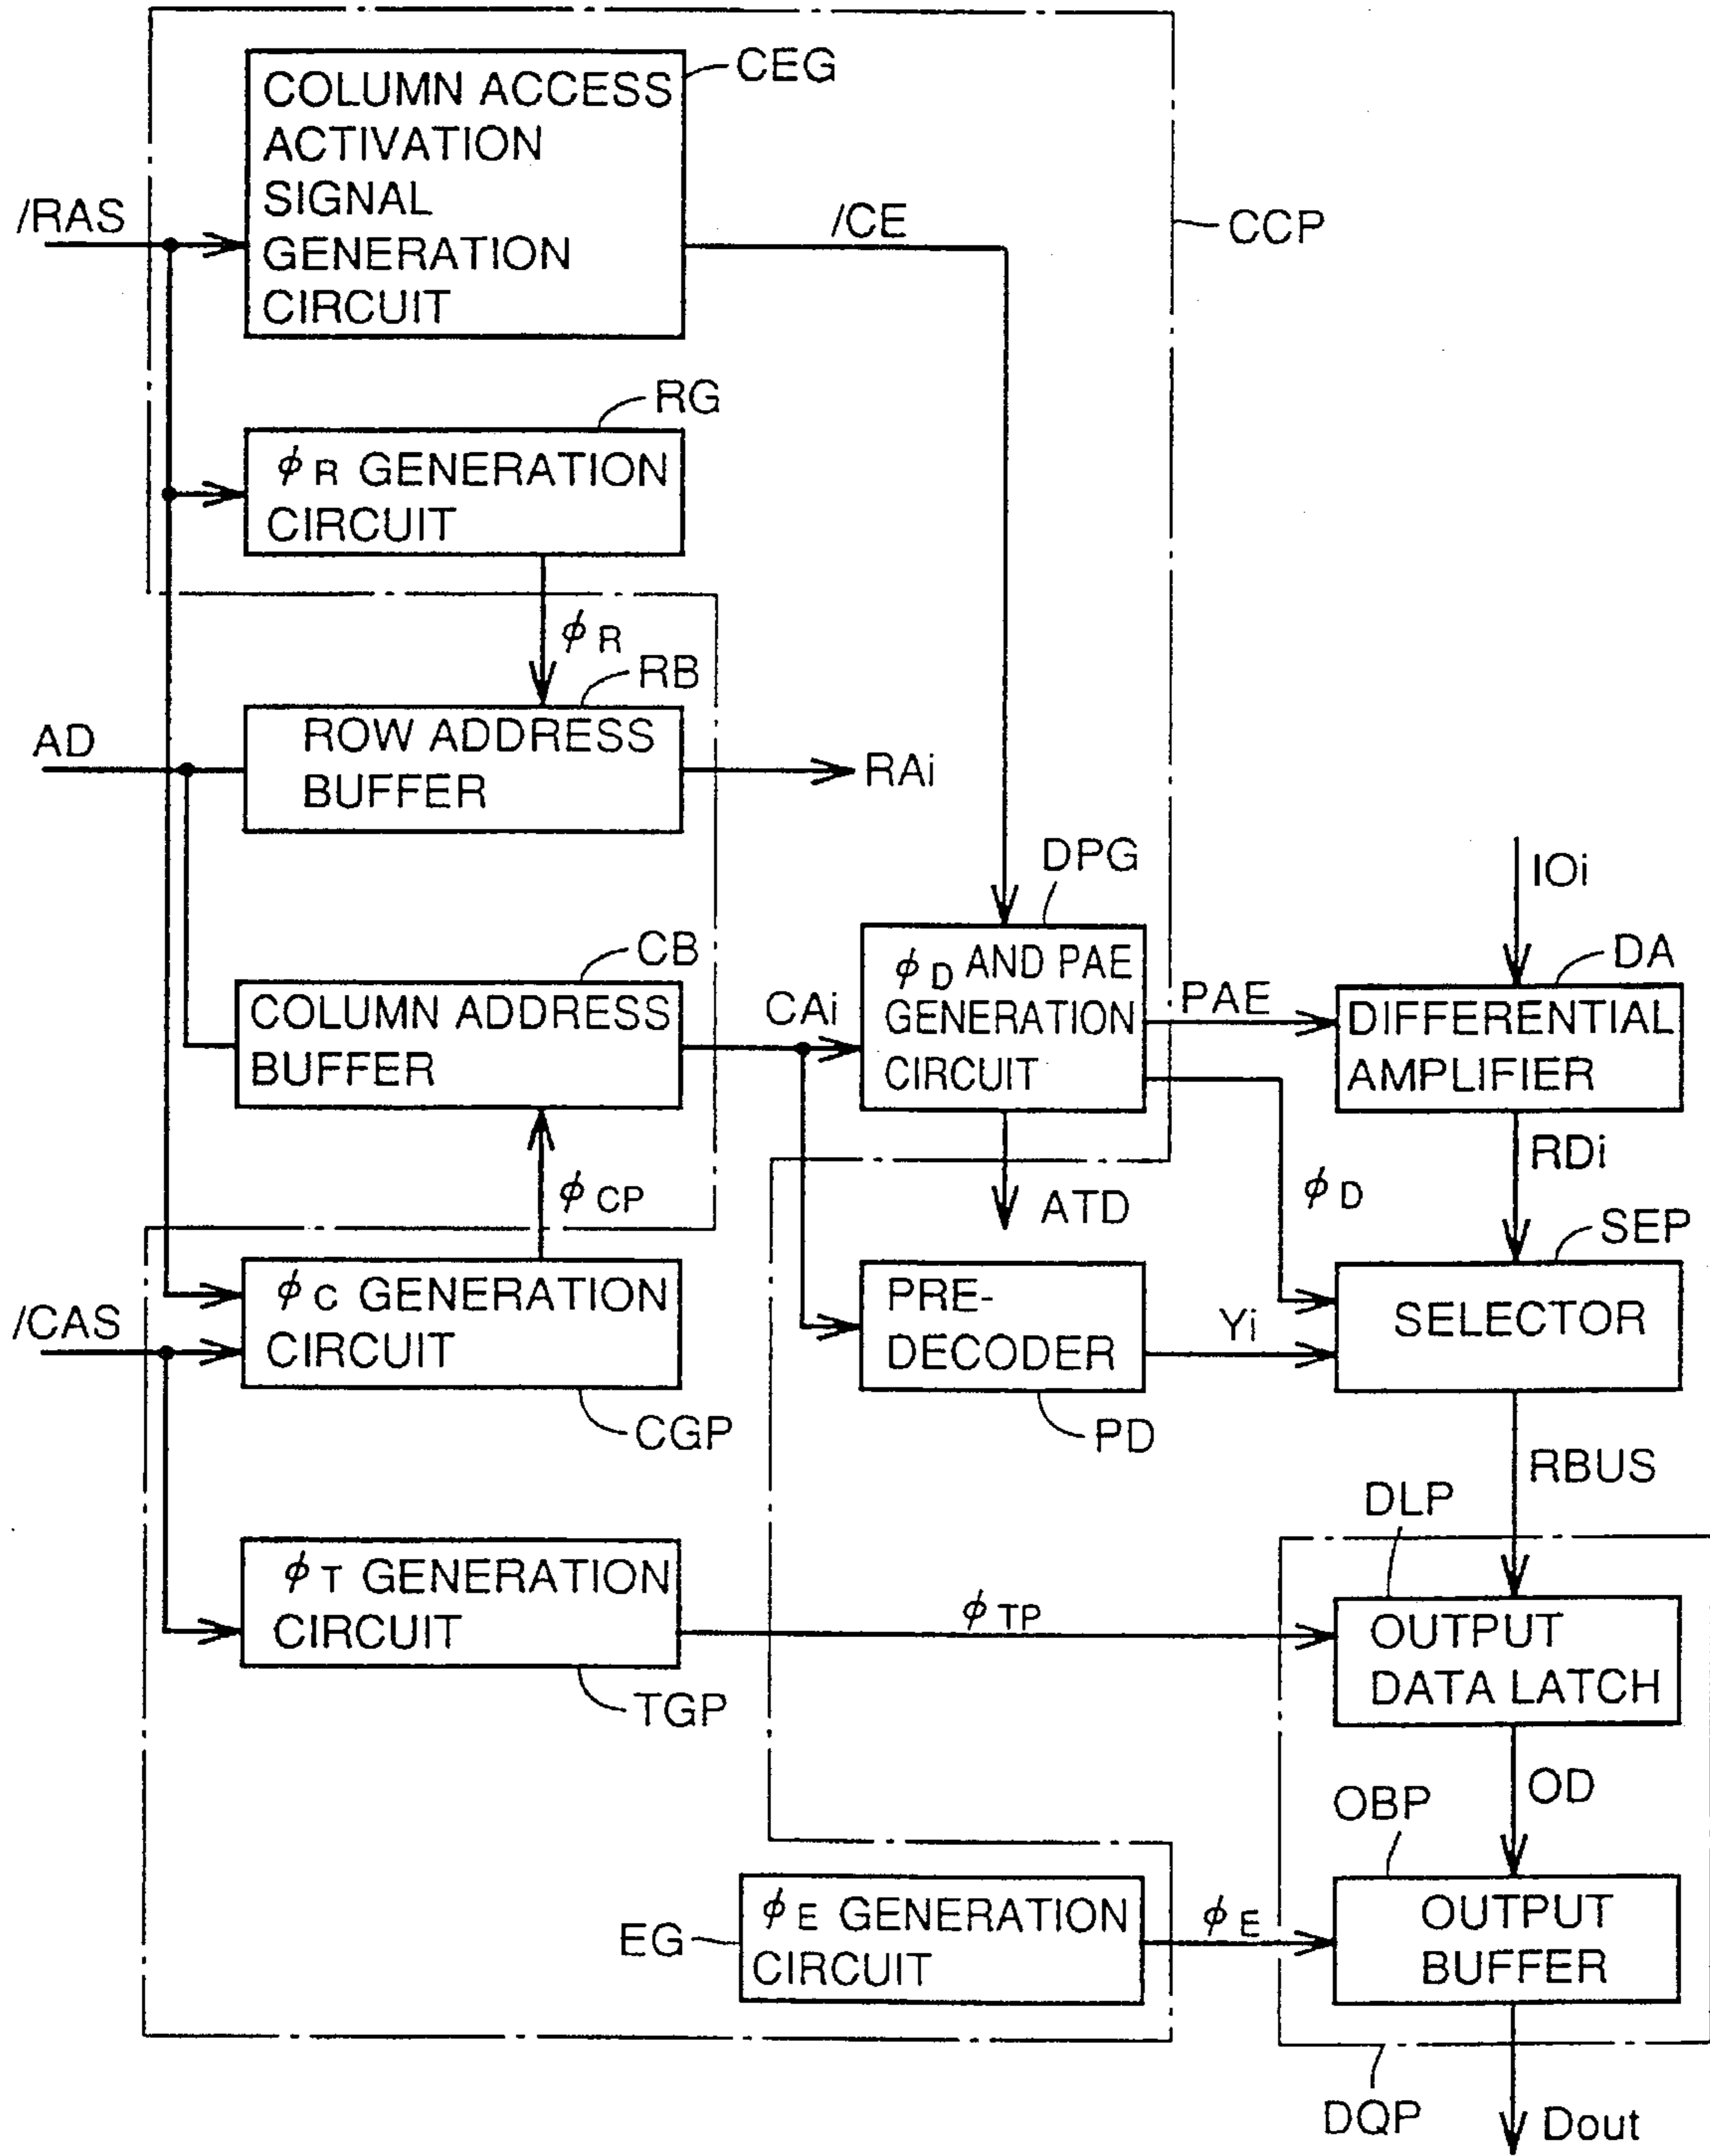 COLUMN ACCESS
ACTIVATION
SIGNAL
GENERATION
CIRCUIT
CEG
/RAS
/CE
CCP
RG
ϕR GENERATION
CIRCUIT
ϕR
RB
AD
ROW ADDRESS
BUFFER
RAi
DPG
IOi
CB
COLUMN ADDRESS
BUFFER
CAi
ϕD AND PAE
GENERATION
CIRCUIT
PAE
DA
DIFFERENTIAL
AMPLIFIER
RDi
ϕCP
ATD
ϕD
SEP
/CAS
ϕC GENERATION
CIRCUIT
PRE-
DECODER
Yi
SELECTOR
CGP
PD
RBUS
DLP
ϕT GENERATION
CIRCUIT
ϕTP
OUTPUT
DATA LATCH
TGP
OD
OBP
EG
ϕE GENERATION
CIRCUIT
ϕE
OUTPUT
BUFFER
DQP
Dout